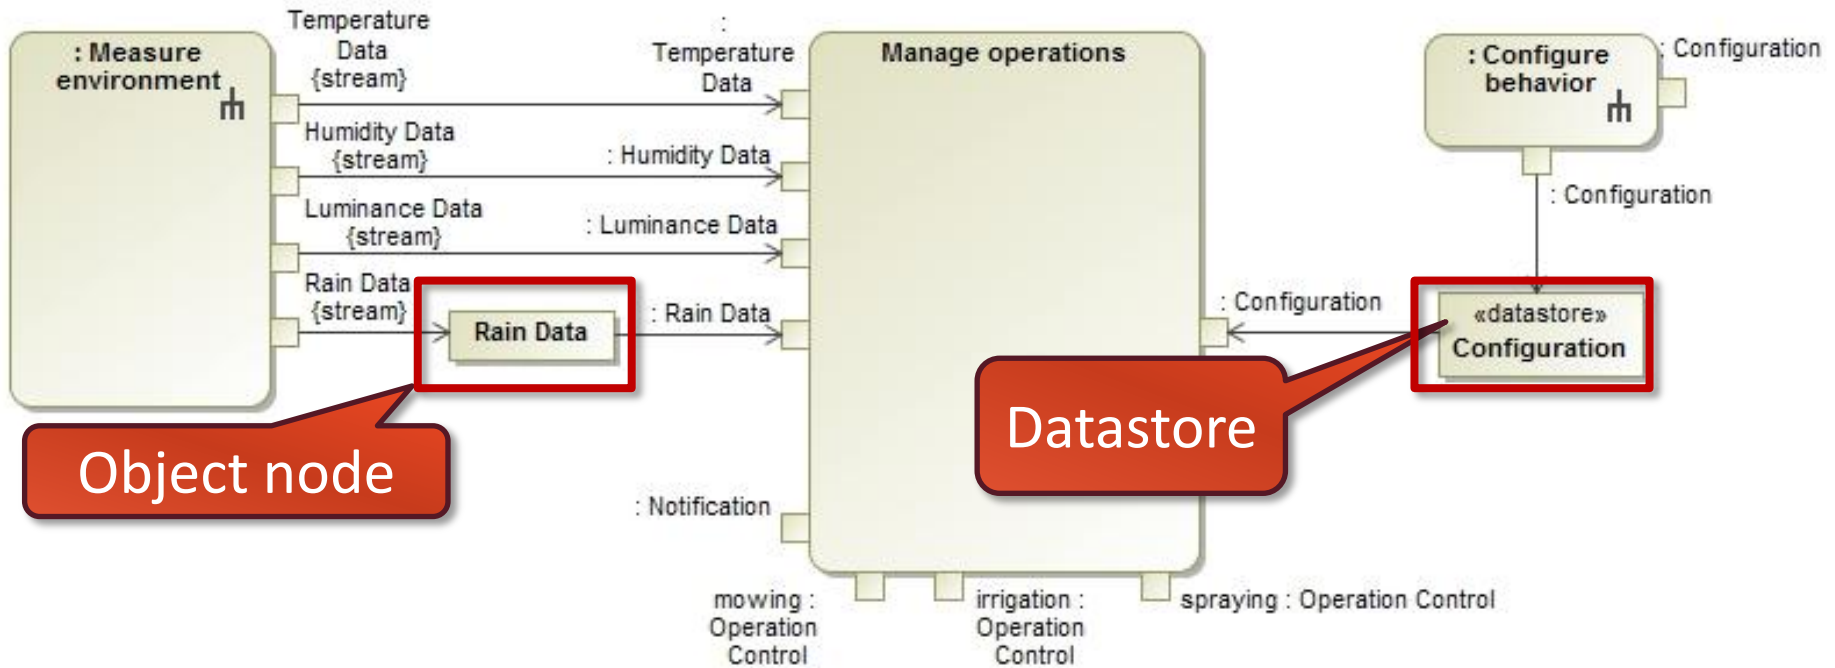 : Measure
environment
Temperature
Data
{stream}
:
Temperature
Data
Humidity Data
{stream}
: Humidity Data
Luminance Data
{stream}
: Luminance Data
Rain Data
{stream}
Rain Data
: Rain Data
Object node
Manage operations
: Notification
mowing :
Operation
Control
irrigation :
Operation
Control
spraying : Operation Control
: Configure
behavior
: Configuration
: Configuration
: Configuration
«datastore»
Configuration
Datastore